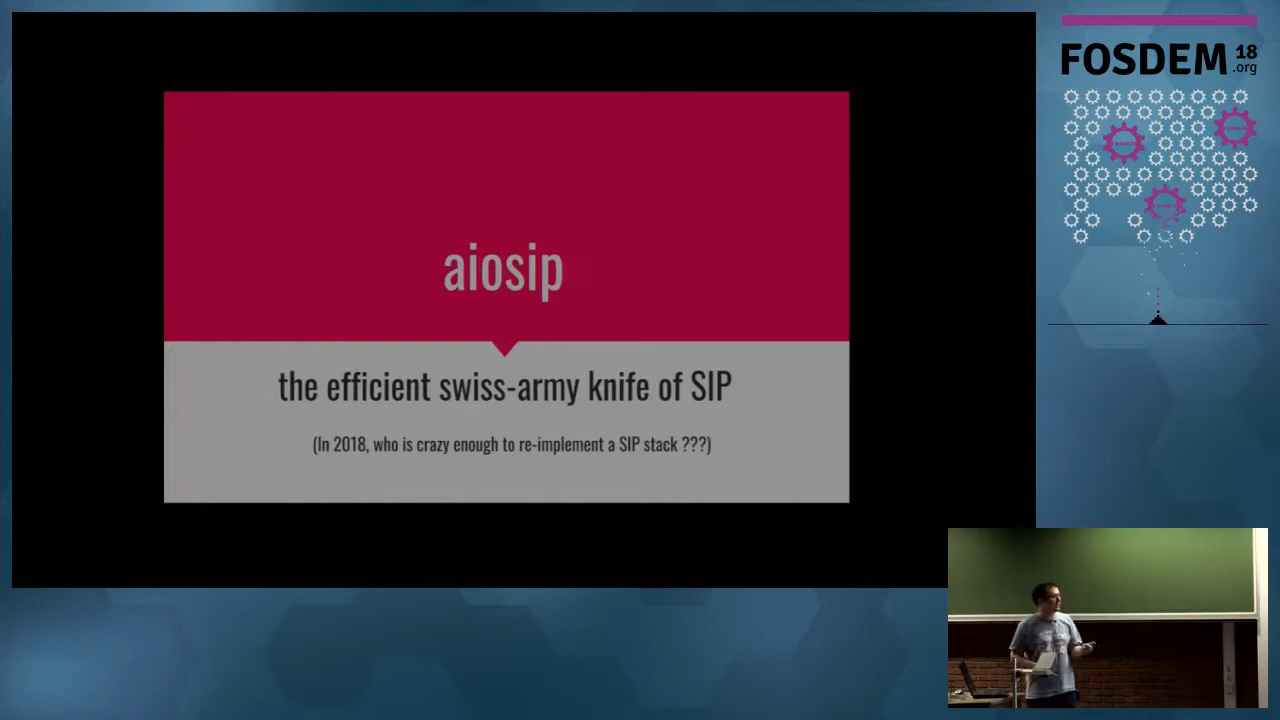 aiosip
the efficient swiss-army knife of SIP
(In 2018, who is crazy enough to re-implement a SIP stack ???)
FOSDEM 18
.org